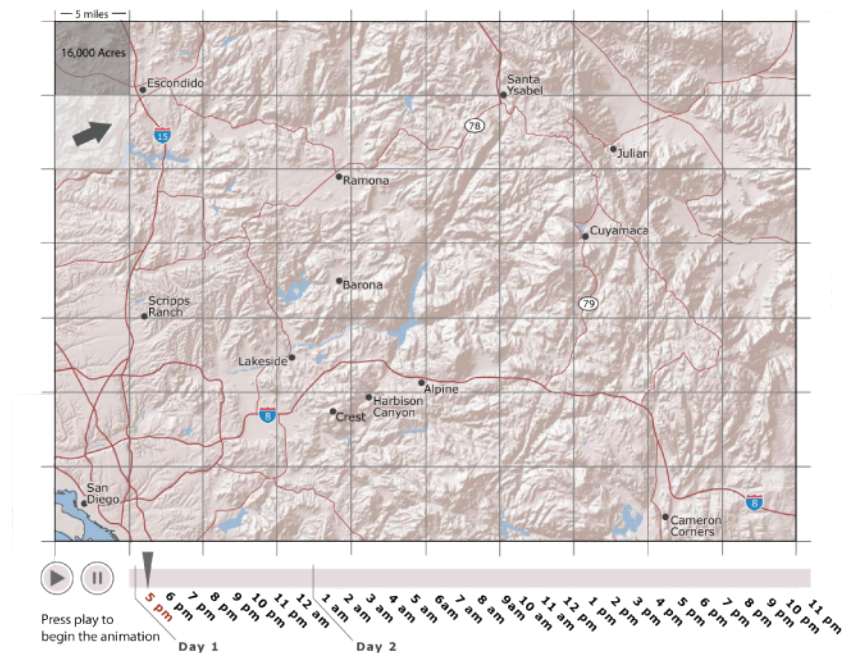 5 miles
16,000 Acres
Escondido
15
Santa
Ysabel
78
Julian
Ramona
Cuyamaca
Barona
79
Scripps
Ranch
Lakeside
Alpine
Harbison
Canyon
Crest
8
San
Diego
8
Cameron
Corners
5 pm
6 pm
7 pm
8 pm
9 pm
10 pm
11 pm
12 am
1 am
2 am
3 am
4 am
5 am
6am
7 am
8 am
9am
10 am
11 am
12 pm
1 pm
2 pm
3 pm
4 pm
5 pm
6 pm
7 pm
8 pm
9 pm
10 pm
11 pm
Press play to
begin the animation
Day 1
Day 2